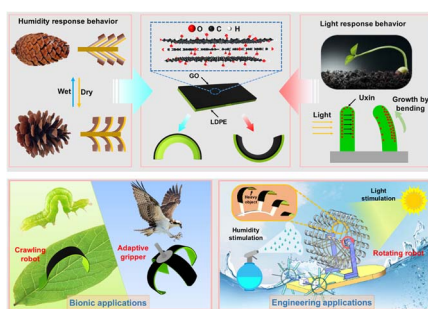 Humidity response behavior
Wet
Dry
O
C
H
GO
LDPE
Light response behavior
Uxin
Growth by
bending
Light
Crawling
robot
Adaptive
gripper
Bionic applications
Heavy
object
Humidity
stimulation
Light
stimulation
Rotating robot
Engineering applications